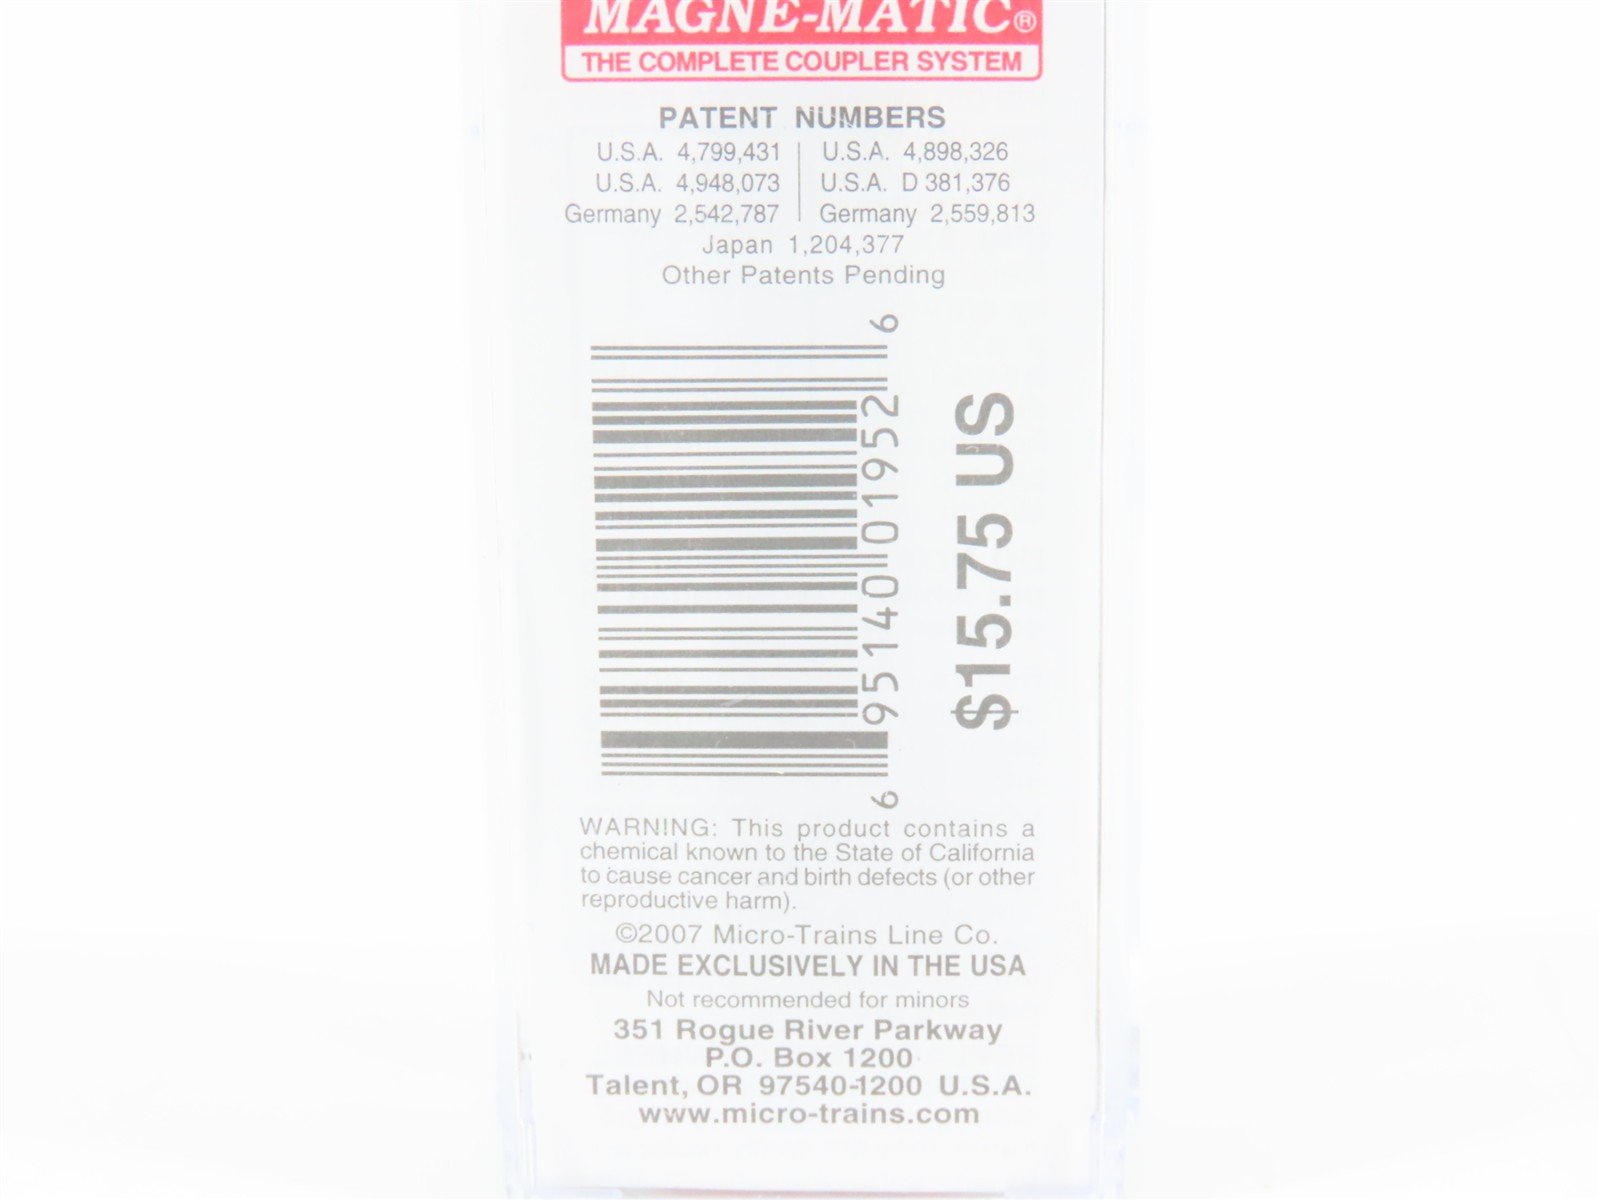 MAGNE-MATIC®
THE COMPLETE COUPLER SYSTEM
PATENT NUMBERS
U.S.A. 4,799,431 | U.S.A. 4,898,326
U.S.A. 4,948,073 | U.S.A. D 381,376
Germany 2,542,787 | Germany 2,559,813
Japan 1,204,377
Other Patents Pending
6 95140 01952 6
$15.75 US
WARNING: This product contains a
chemical known to the State of California
to cause cancer and birth defects (or other
reproductive harm).
©2007 Micro-Trains Line Co.
MADE EXCLUSIVELY IN THE USA
Not recommended for minors
351 Rogue River Parkway
P.O. Box 1200
Talent, OR 97540-1200 U.S.A.
www.micro-trains.com